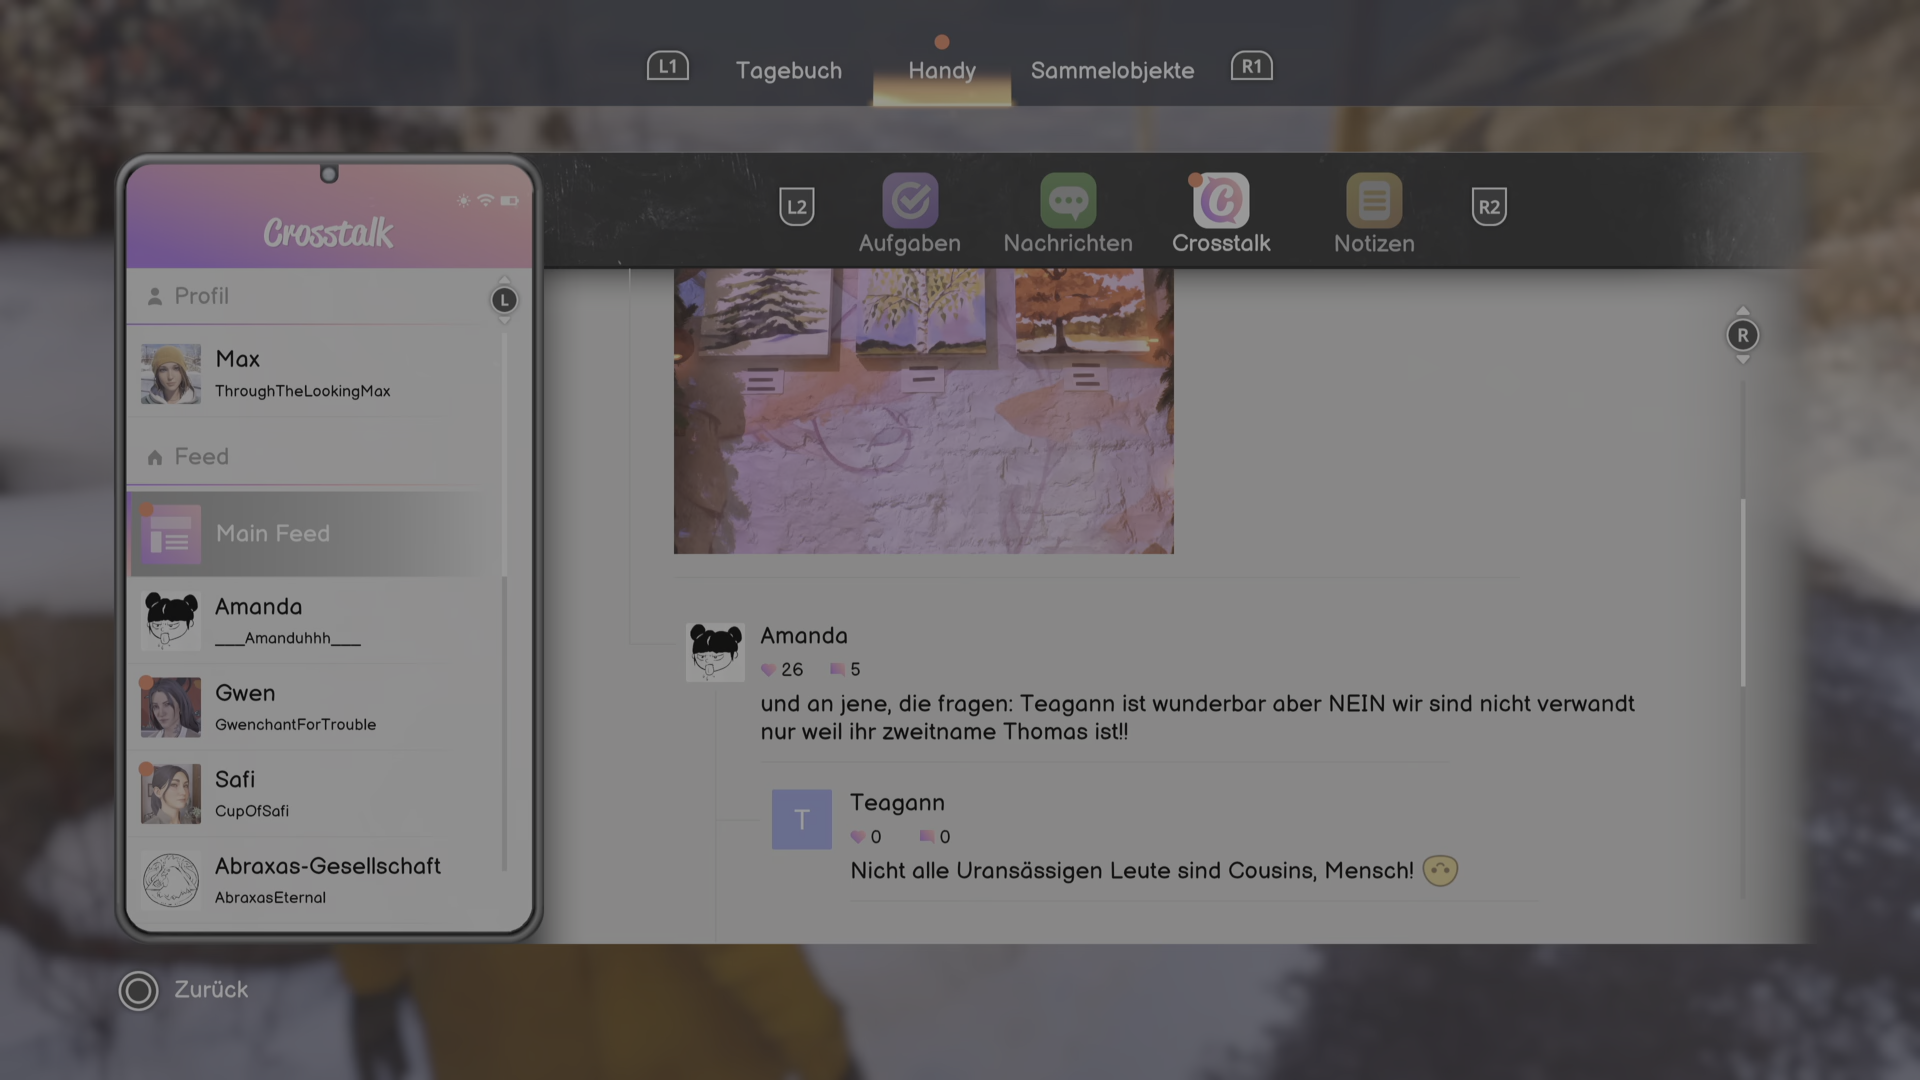 L1
Tagebuch
Handy
Sammelobjekte
R1
L2
Aufgaben
Nachrichten
Crosstalk
Notizen
R2
Crosstalk
Profil
L
Max
ThroughTheLookingMax
Feed
Main Feed
Amanda
___Amanduhhh___
Gwen
GwenchantForTrouble
Safi
CupOfSafi
Abraxas-Gesellschaft
AbraxasEternal
R
Amanda
26 5
und an jene, die fragen: Teagann ist wunderbar aber NEIN wir sind nicht verwandt
nur weil ihr zweitname Thomas ist!!
T
Teagann
0 0
Nicht alle Uransässigen Leute sind Cousins, Mensch! 🙃
Zurück